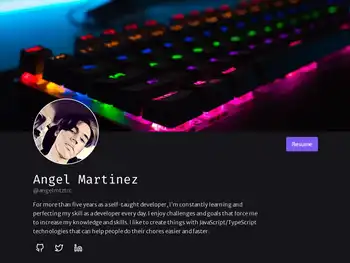 Resume
Angel Martinez
For more than five years as a self-taught developer, I'm constantly learning and
perfecting my skill as a developer every day. I enjoy challenges and goals that force me
to increase my knowledge and skills. I like to create things with JavaScript/TypeScript
technologies that can help people do their chores easier and faster.